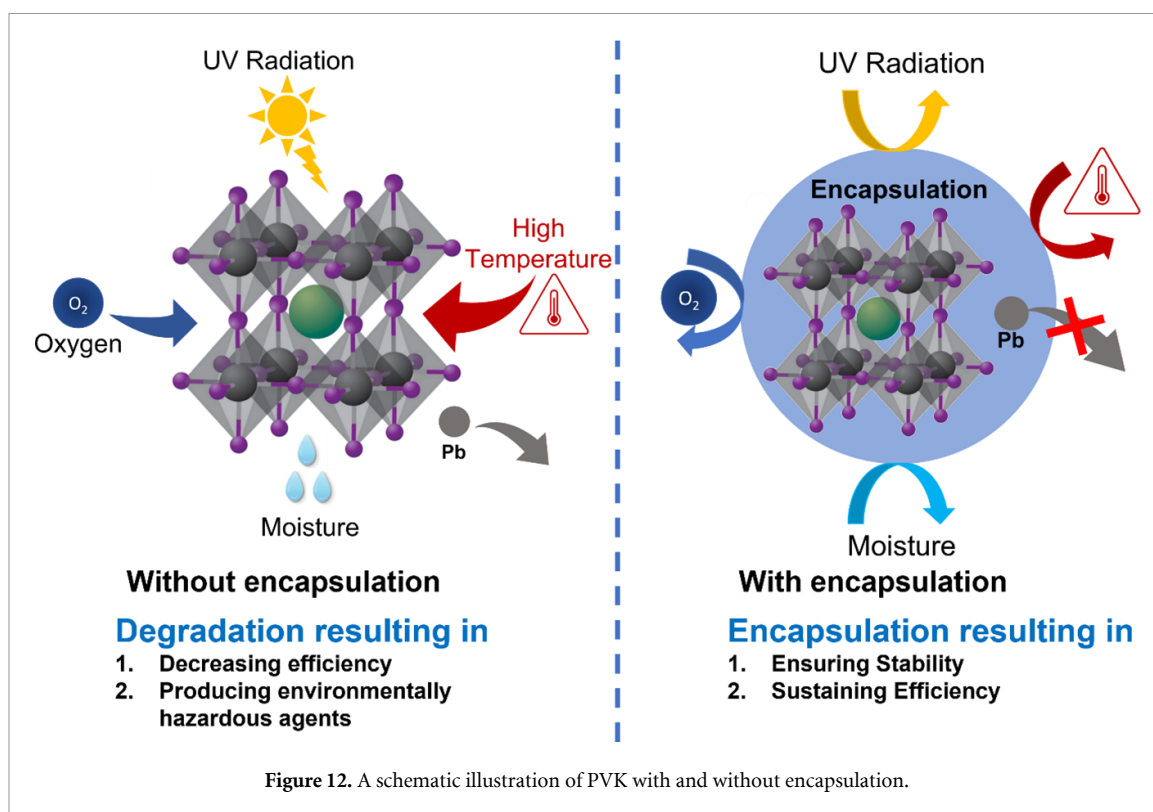 UV Radiation
High
Temperature
O₂
Oxygen
Pb
Moisture
Without encapsulation
Degradation resulting in
1. Decreasing efficiency
2. Producing environmentally
hazardous agents
UV Radiation
Encapsulation
O₂
Pb
Moisture
With encapsulation
Encapsulation resulting in
1. Ensuring Stability
2. Sustaining Efficiency
Figure 12. A schematic illustration of PVK with and without encapsulation.